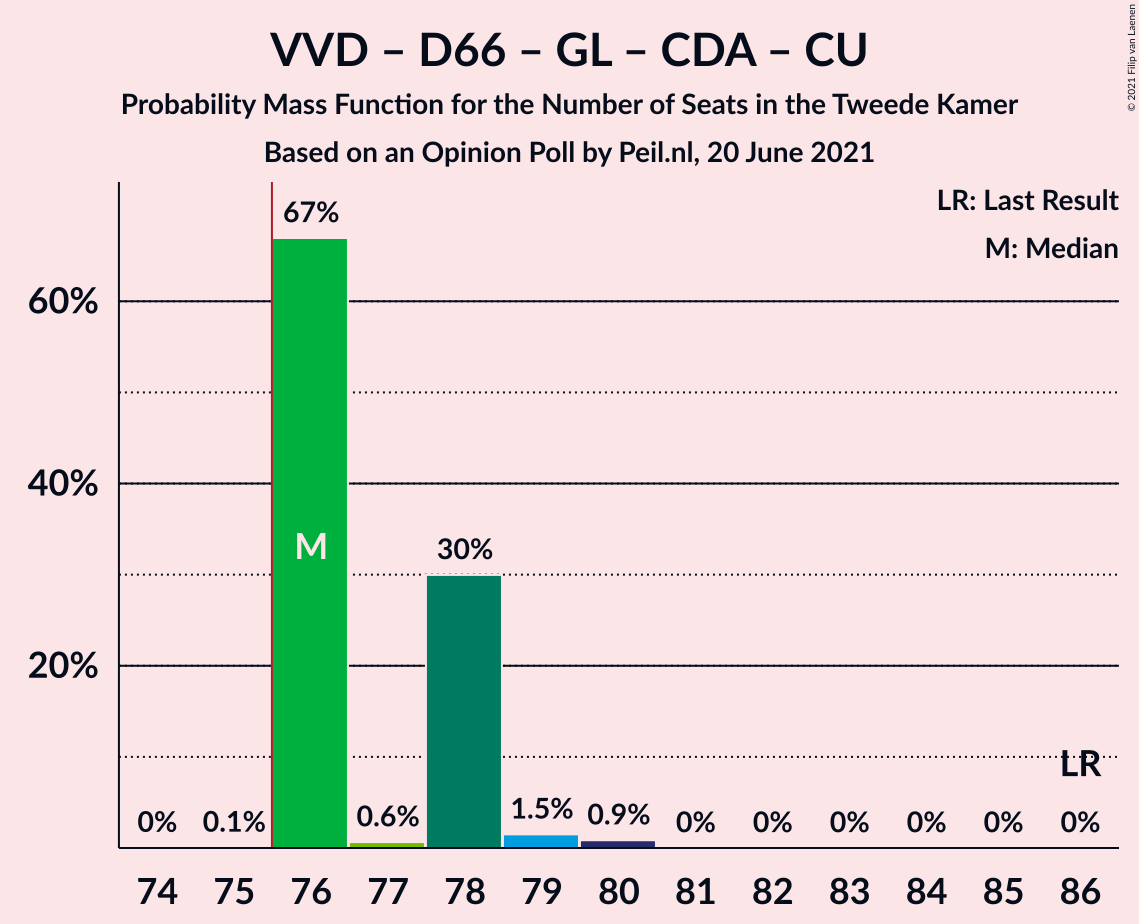 VVD – D66 – GL – CDA – CU
Probability Mass Function for the Number of Seats in the Tweede Kamer
Based on an Opinion Poll by Peil.nl, 20 June 2021
© 2021 Filip van Laenen
LR: Last Result
M: Median
67%
60%
40%
M
30%
20%
LR
0% 0.1% 0.6% 1.5% 0.9% 0% 0% 0% 0% 0% 0%
74 75 76 77 78 79 80 81 82 83 84 85 86